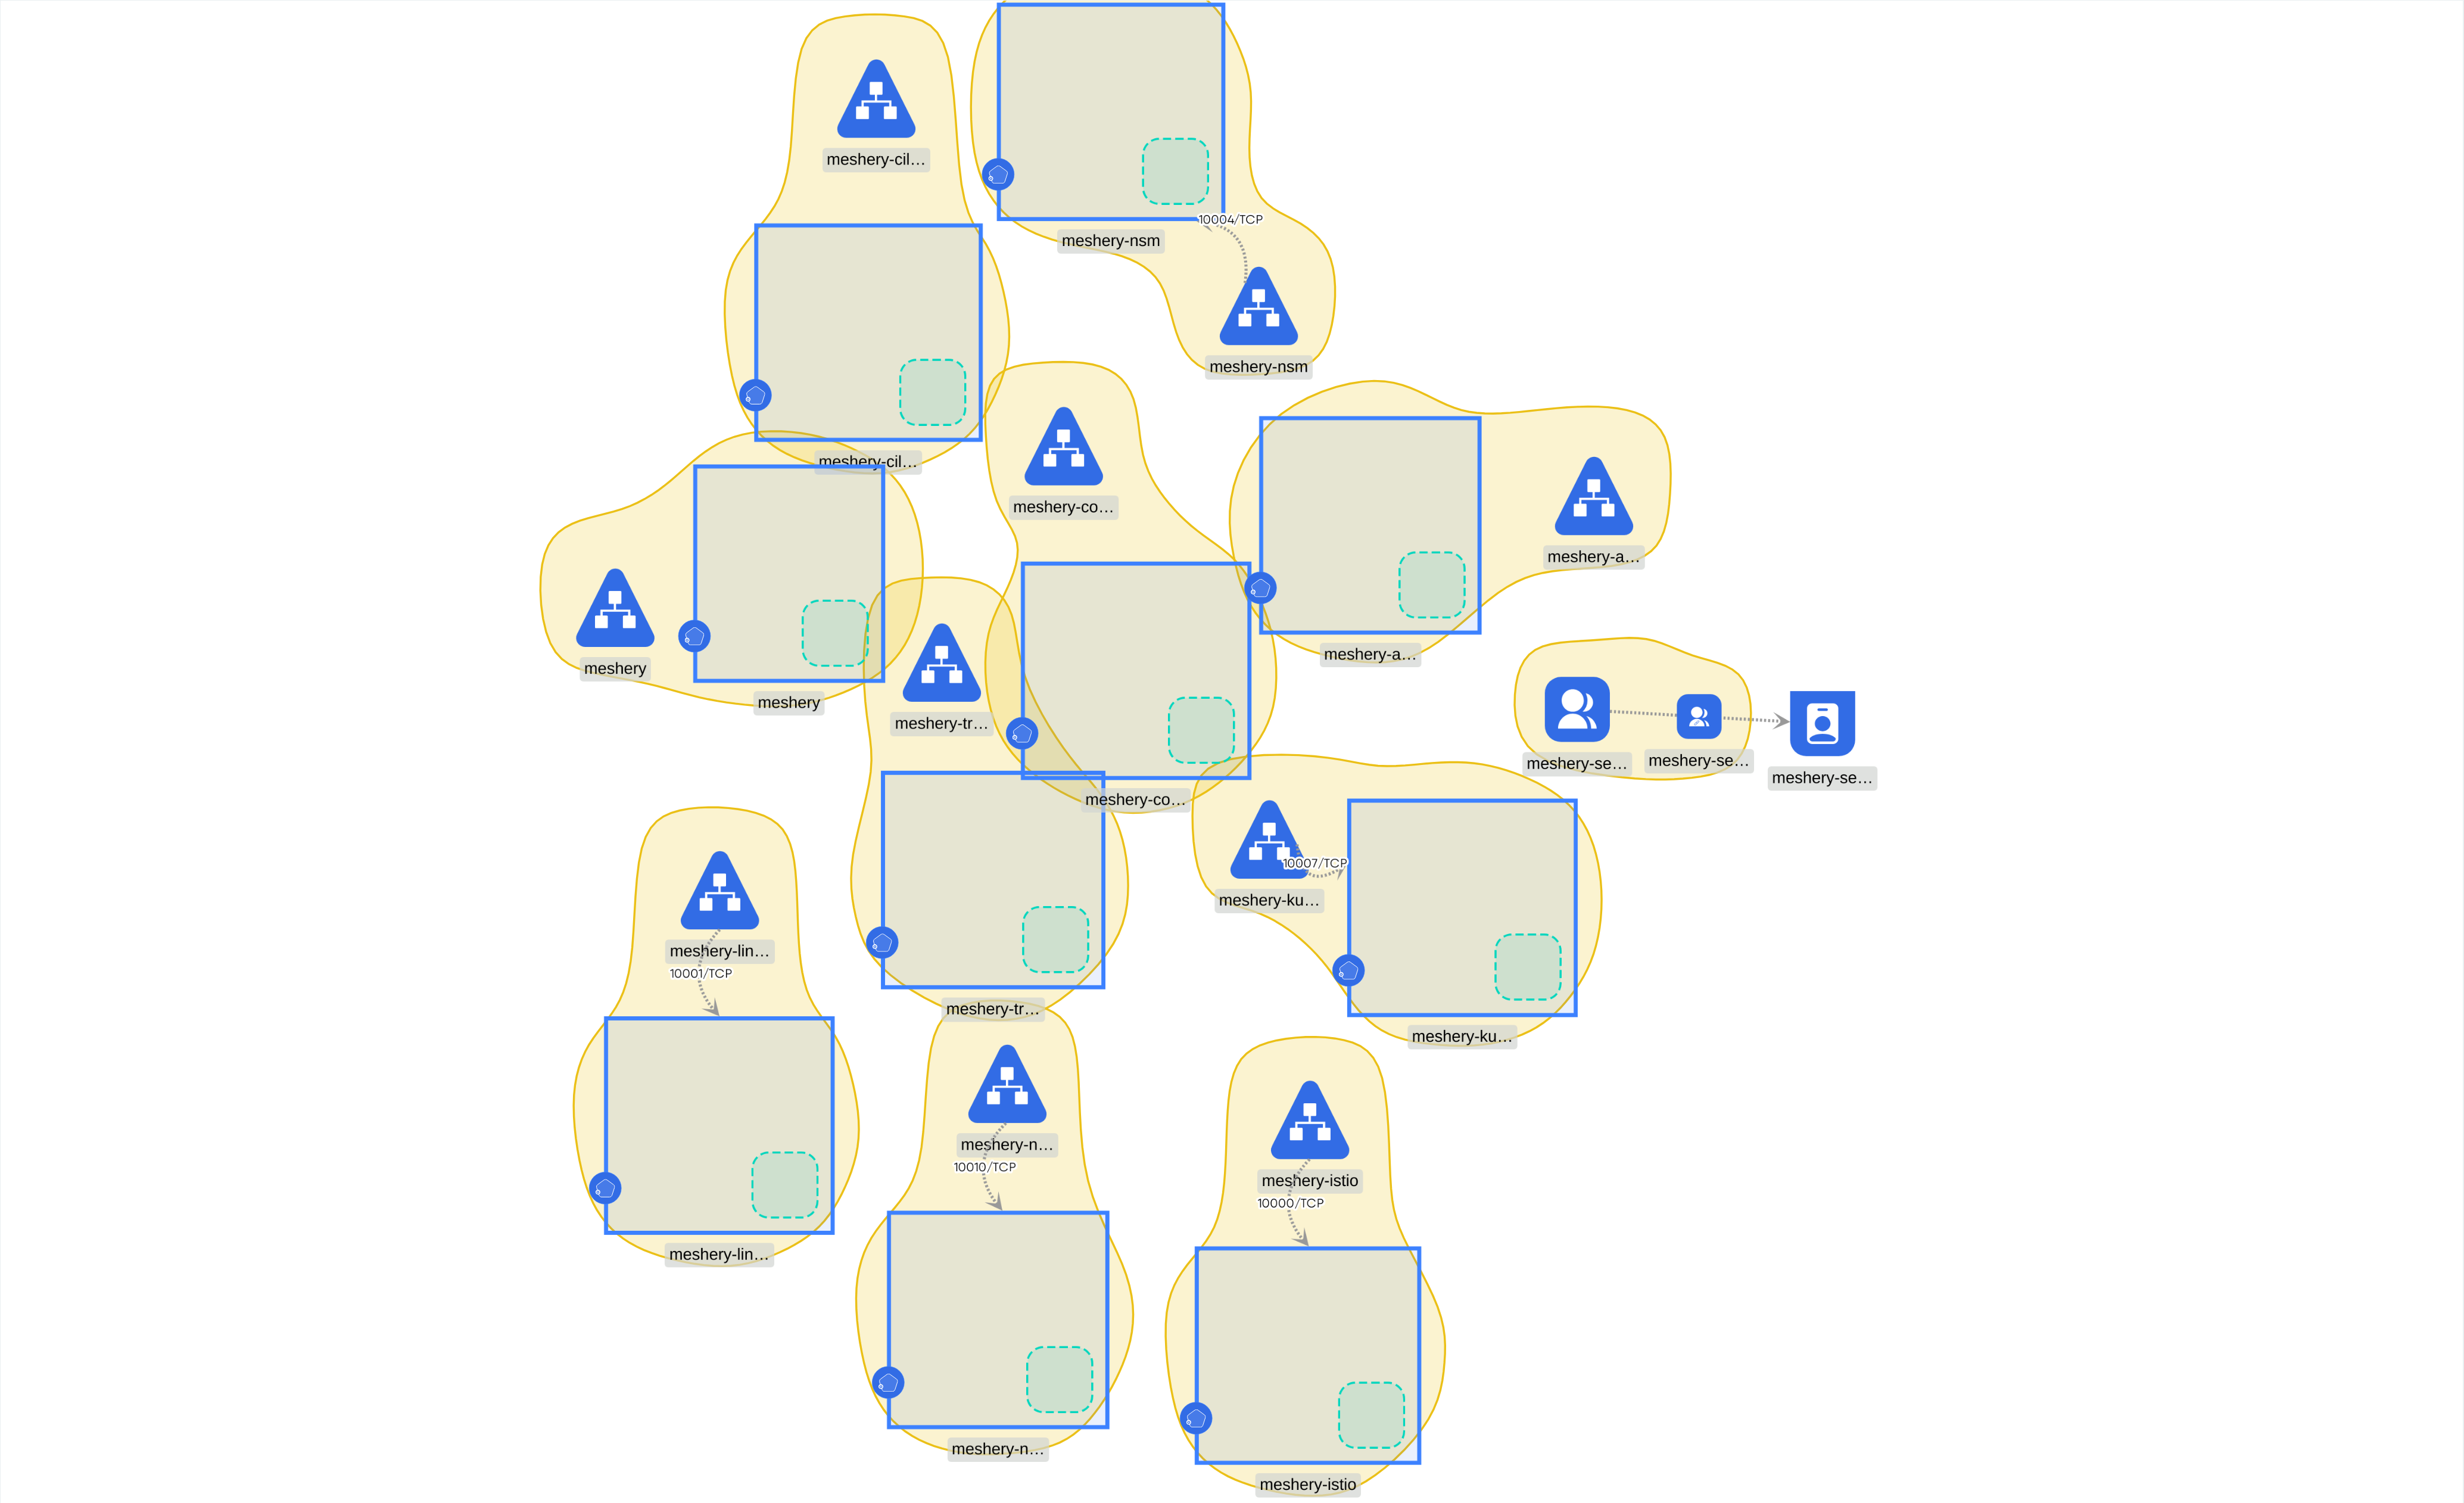 meshery-cil…
10004/TCP
meshery-nsm
meshery-nsm
meshery-cil…
meshery-co…
meshery-a…
meshery-a…
meshery
meshery
meshery-tr…
meshery-se…
meshery-se…
meshery-se…
meshery-co…
10007/TCP
meshery-ku…
meshery-lin…
10001/TCP
meshery-tr…
meshery-ku…
meshery-n…
10010/TCP
meshery-istio
10000/TCP
meshery-lin…
meshery-n…
meshery-istio